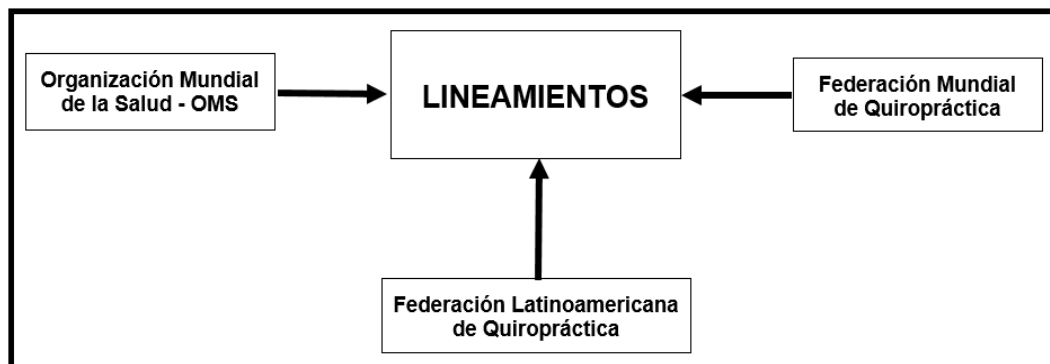 Organización Mundial
de la Salud - OMS
LINEAMIENTOS
Federación Mundial
de Quiropráctica
Federación Latinoamericana
de Quiropráctica